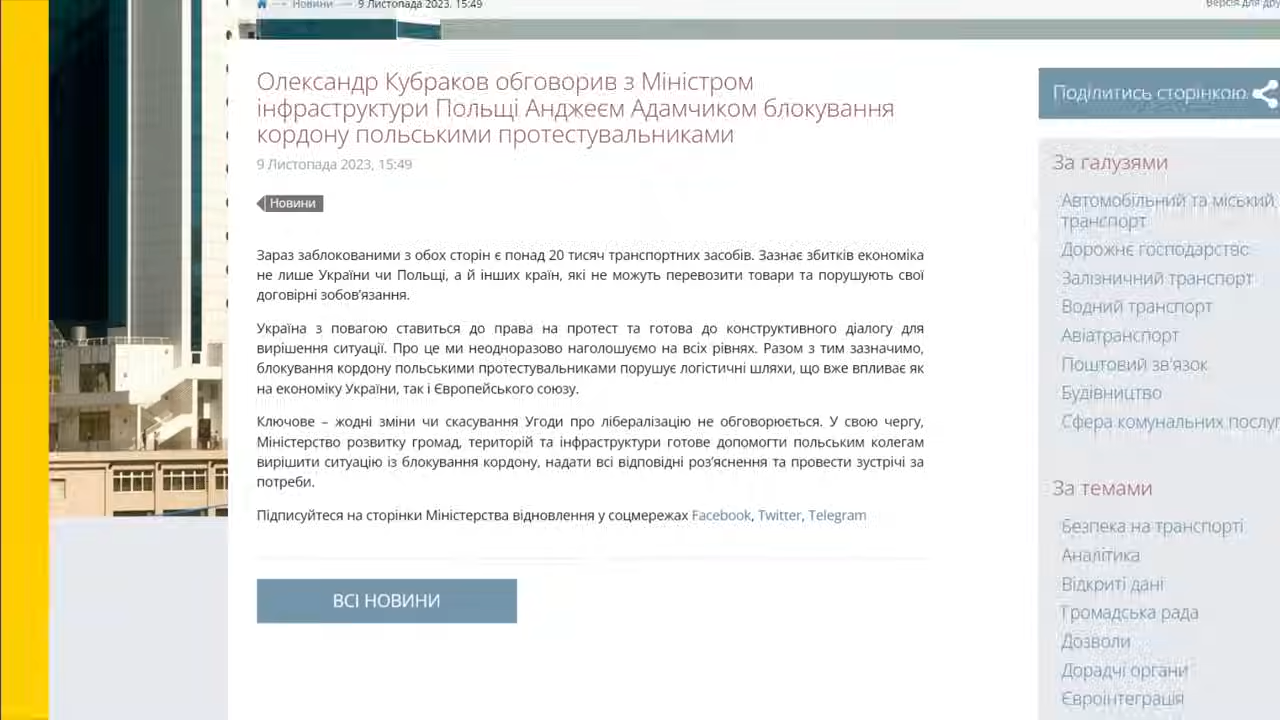 Новини — 9 Листопада 2023, 15:49
Версія для дру
Олександр Кубраков обговорив з Міністром
інфраструктури Польщі Анджеєм Адамчиком блокування
кордону польськими протестувальниками
9 Листопада 2023, 15:49
Новини
Зараз заблокованими з обох сторін є понад 20 тисяч транспортних засобів. Зазнає збитків економіка
не лише України чи Польщі, а й інших країн, які не можуть перевозити товари та порушують свої
договірні зобов'язання.
Україна з повагою ставиться до права на протест та готова до конструктивного діалогу для
вирішення ситуації. Про це ми неодноразово наголошуємо на всіх рівнях. Разом з тим зазначимо,
блокування кордону польськими протестувальниками порушує логістичні шляхи, що вже впливає як
на економіку України, так і Європейського союзу.
Ключове – жодні зміни чи скасування Угоди про лібералізацію не обговорюється. У свою чергу,
Міністерство розвитку громад, територій та інфраструктури готове допомогти польським колегам
вирішити ситуацію із блокування кордону, надати всі відповідні роз'яснення та провести зустрічі за
потреби.
Підписуйтеся на сторінки Міністерства відновлення у соцмережах Facebook, Twitter, Telegram
ВСІ НОВИНИ
Поділитись сторінкою
За галузями
Автомобільний та міський
транспорт
Дорожнє господарство
Залізничний транспорт
Водний транспорт
Авіатранспорт
Поштовий зв'язок
Будівництво
Сфера комунальних послуг
За темами
Безпека на транспорті
Аналітика
Відкриті дані
Громадська рада
Дозволи
Дорадчі органи
Євроінтеграція